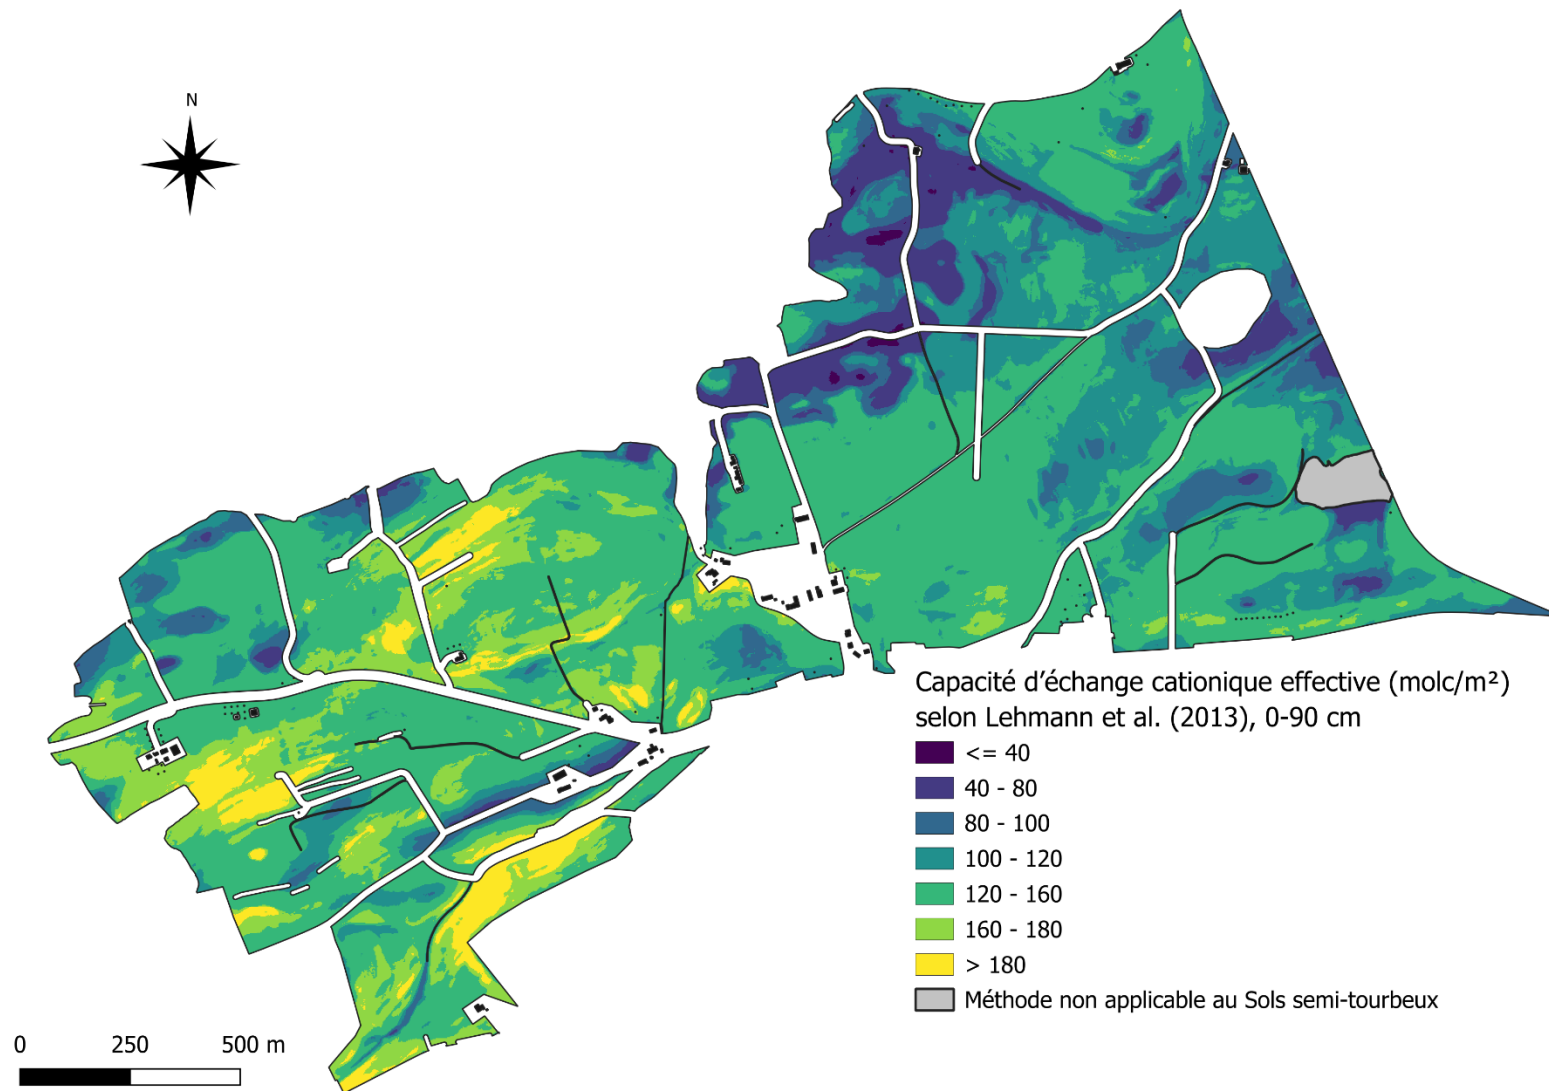 N
Capacité d’échange cationique effective (molc/m²)
selon Lehmann et al. (2013), 0-90 cm
<= 40
40 - 80
80 - 100
100 - 120
120 - 160
160 - 180
> 180
Méthode non applicable au Sols semi-tourbeux
0 250 500 m